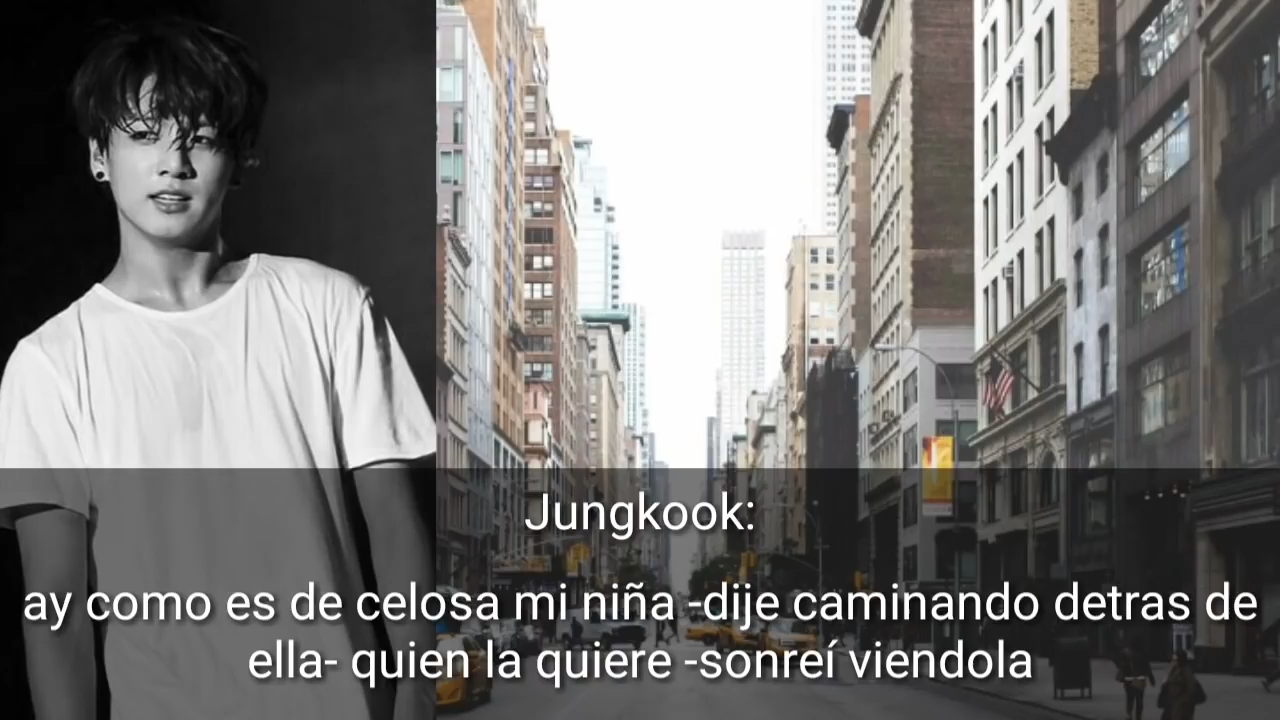 Jungkook:
ay como es de celosa mi niña -dije caminando detras de
ella- quien la quiere -sonreí viendola